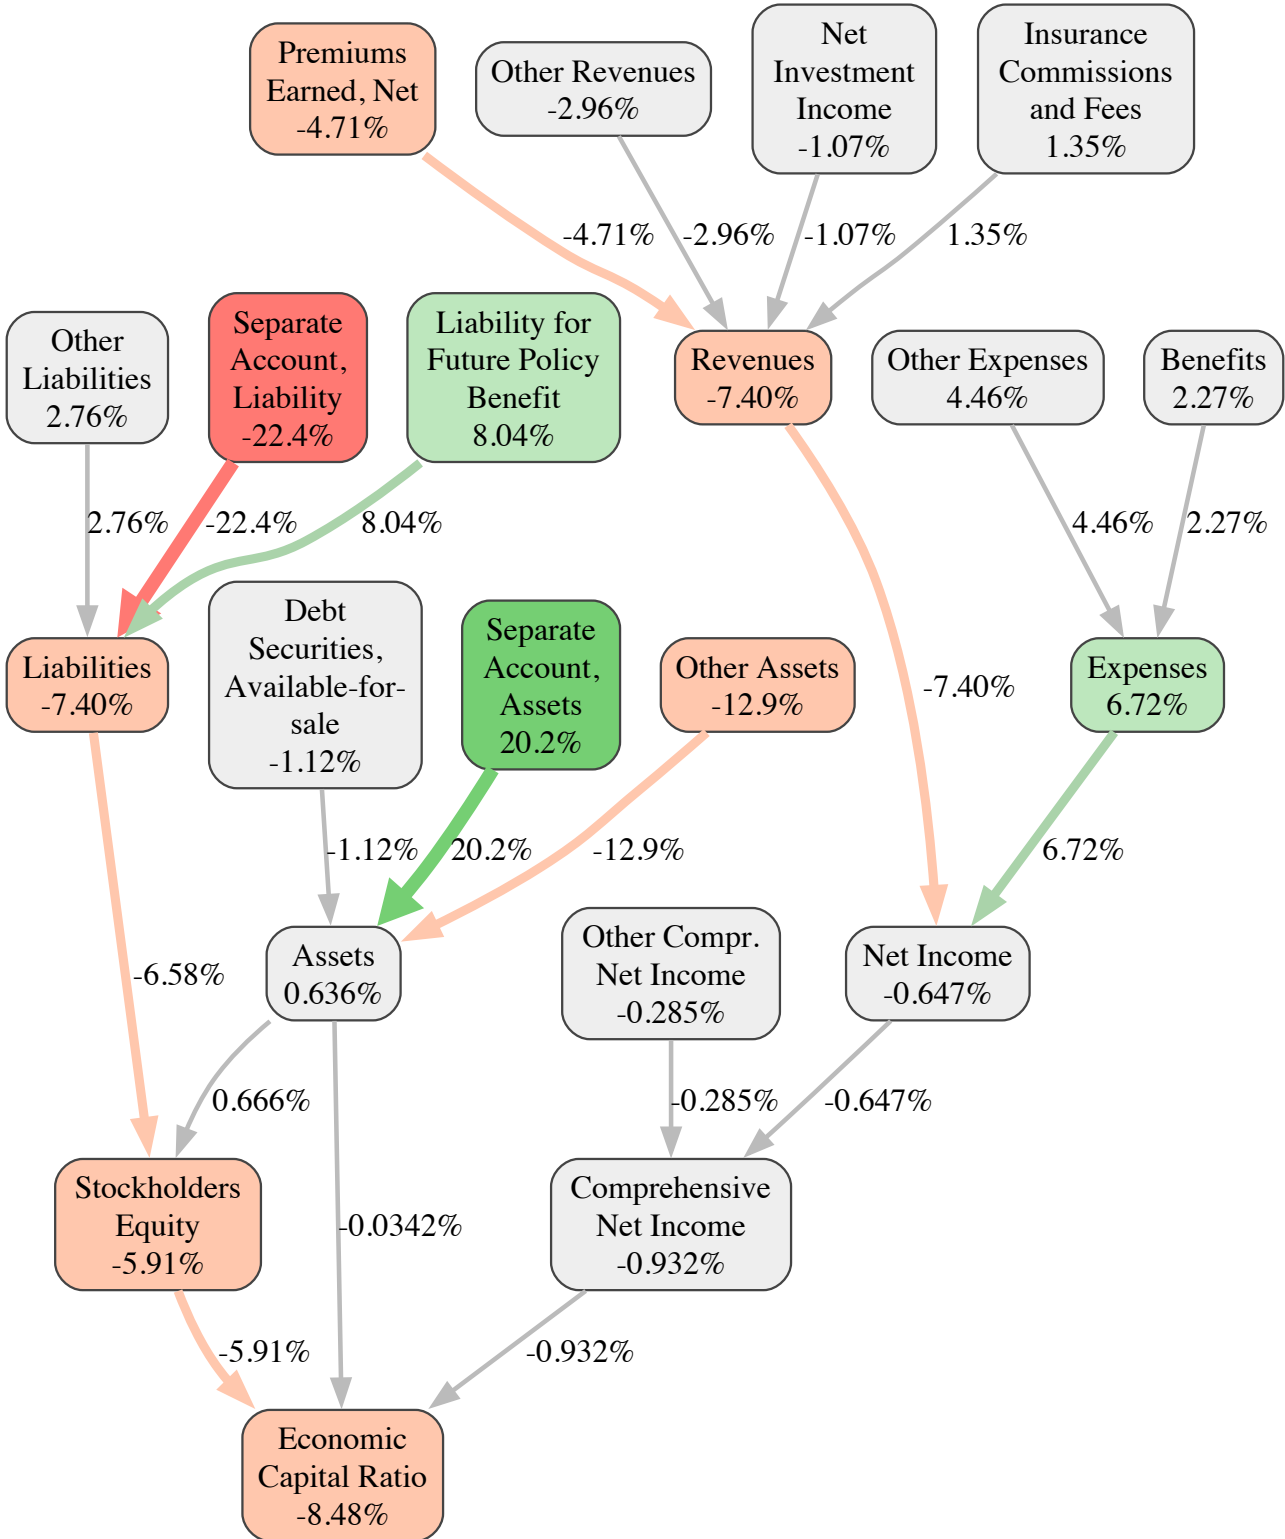 Premiums
Earned, Net
-4.71%
Other Revenues
-2.96%
Net
Investment
Income
-1.07%
Insurance
Commissions
and Fees
1.35%
-4.71%
-2.96%
-1.07%
1.35%
Other
Liabilities
2.76%
Separate
Account,
Liability
-22.4%
Liability for
Future Policy
Benefit
8.04%
Revenues
-7.40%
Other Expenses
4.46%
Benefits
2.27%
2.76%
-22.4%
8.04%
4.46%
2.27%
Liabilities
-7.40%
Debt
Securities,
Available-for-
sale
-1.12%
Separate
Account,
Assets
20.2%
Other Assets
-12.9%
-7.40%
Expenses
6.72%
-1.12%
20.2%
-12.9%
6.72%
-6.58%
Assets
0.636%
Other Compr.
Net Income
-0.285%
Net Income
-0.647%
0.666%
-0.285%
-0.647%
Stockholders
Equity
-5.91%
-0.0342%
Comprehensive
Net Income
-0.932%
-5.91%
-0.932%
Economic
Capital Ratio
-8.48%